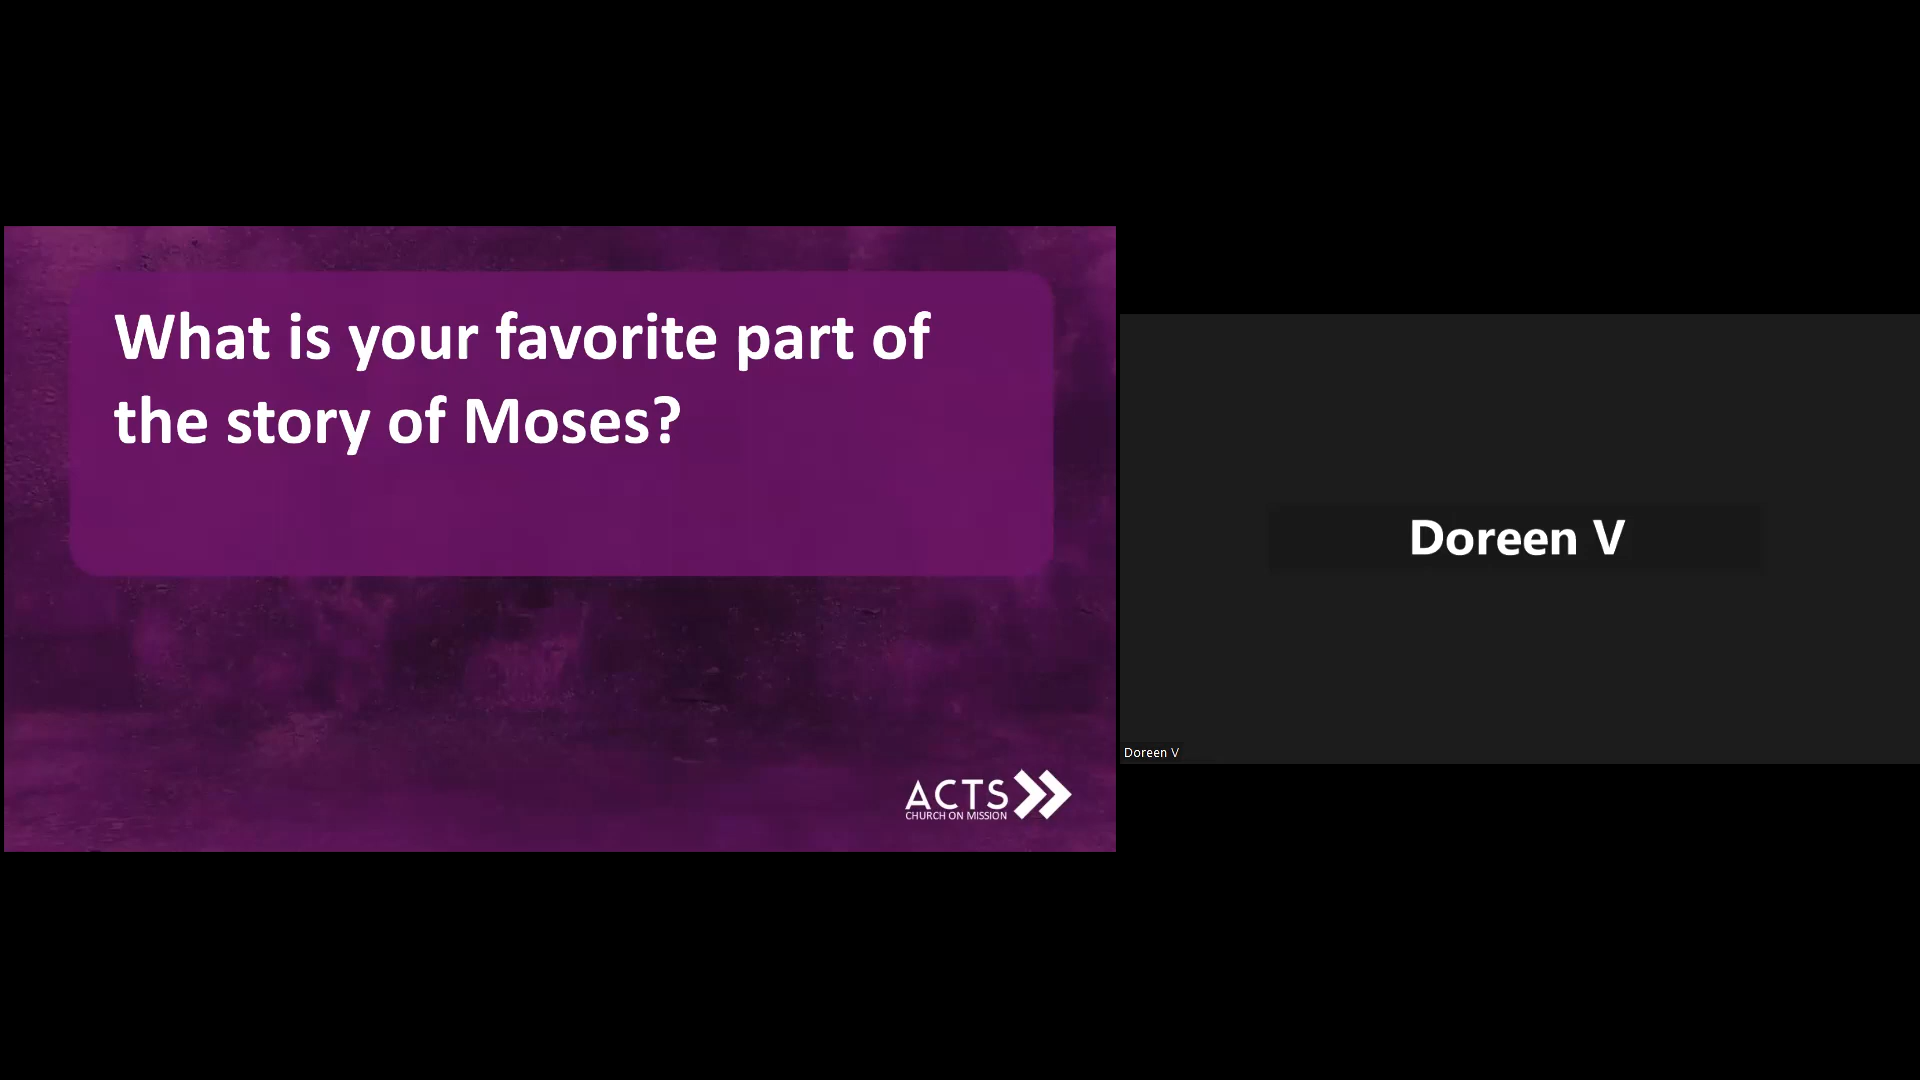 What is your favorite part of
the story of Moses?
ACTS
CHURCH ON MISSION
Doreen V
Doreen V